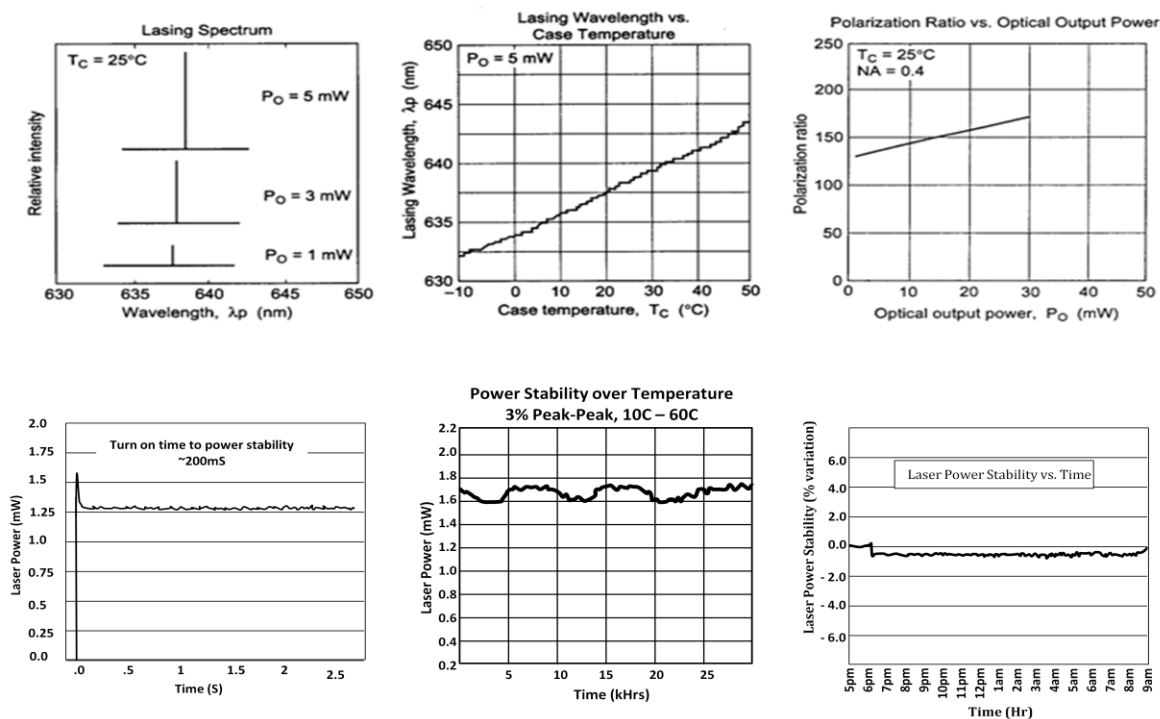 Lasing Spectrum
T_C = 25°C
P_O = 5 mW
P_O = 3 mW
P_O = 1 mW
Relative intensity
630 635 640 645 650
Wavelength, λp (nm)
Lasing Wavelength vs.
Case Temperature
P_O = 5 mW
650
645
640
635
630
Lasing Wavelength, λp (nm)
–10 0 10 20 30 40 50
Case temperature, T_C (°C)
Polarization Ratio vs. Optical Output Power
250
200
150
100
50
0
T_C = 25°C
NA = 0.4
Polarization ratio
0 10 20 30 40 50
Optical output power, P_O (mW)
2.0
1.75
1.5
1.25
1.0
0.75
0.5
0.25
0.0
Turn on time to power stability
~200mS
Laser Power (mW)
.0 .5 1 1.5 2 2.5
Time (S)
Power Stability over Temperature
3% Peak-Peak, 10C – 60C
2.2
2.0
1.8
1.6
1.4
1.2
1.0
0.8
0.6
0.4
0.2
Laser Power (mW)
5 10 15 20 25
Time (kHrs)
6.0
4.0
2.0
0.0
- 2.0
- 4.0
- 6.0
Laser Power Stability vs. Time
Laser Power Stability (% variation)
5pm 6pm 7pm 8pm 9pm 10pm 11pm 12pm 1am 2am 3am 4am 5am 6am 7am 8am 9am
Time (Hr)